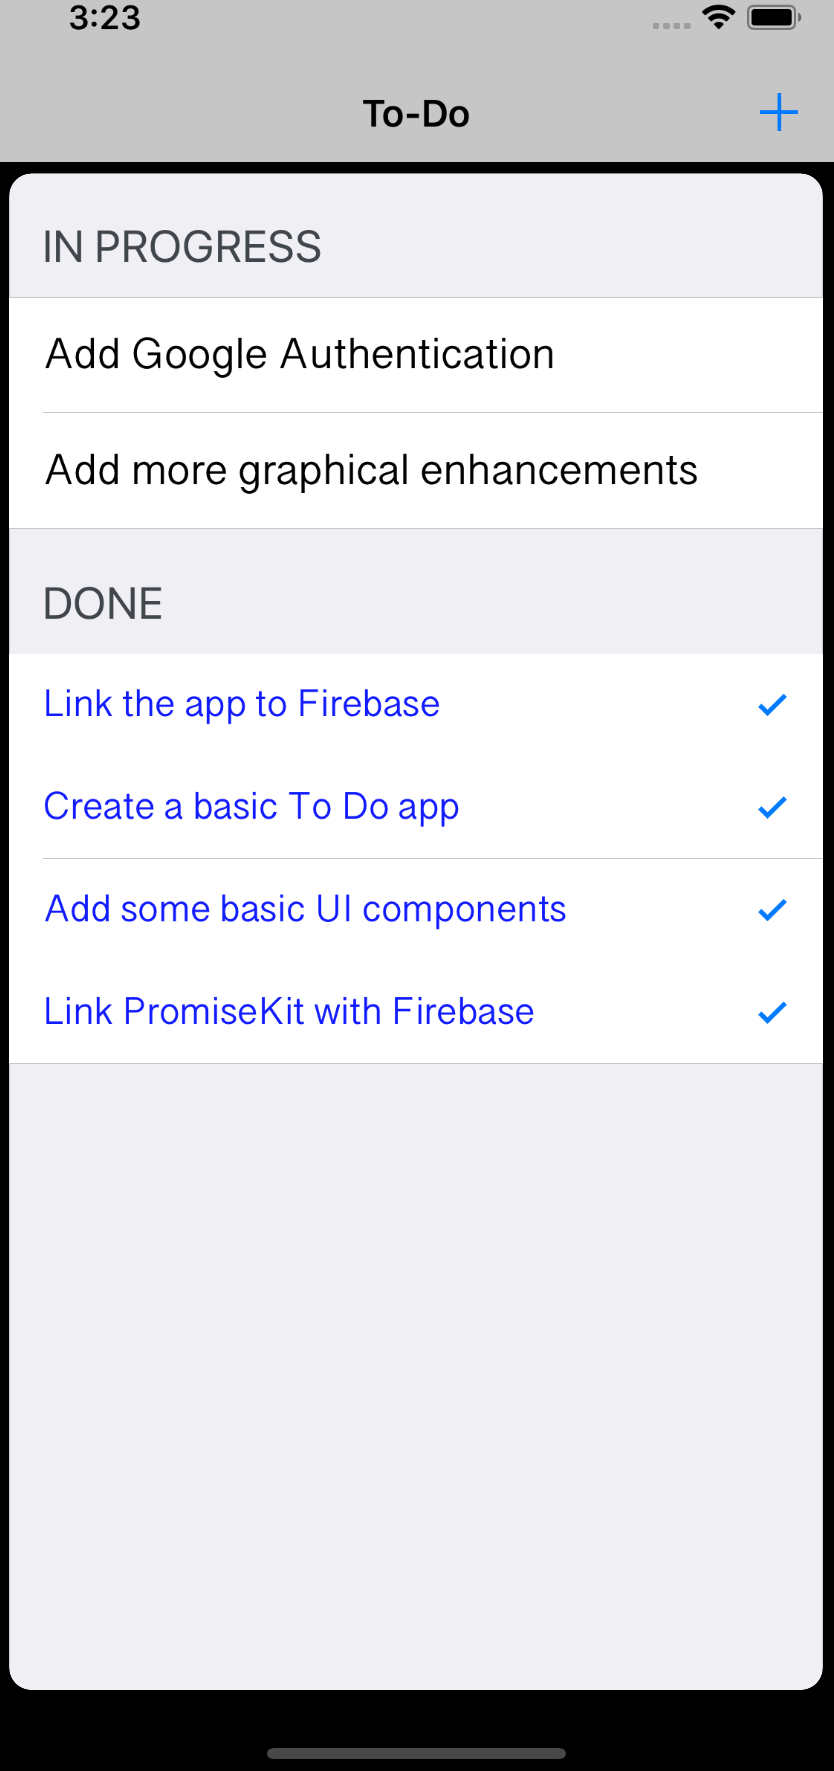 3:23
To-Do
IN PROGRESS
Add Google Authentication
Add more graphical enhancements
DONE
Link the app to Firebase
Create a basic To Do app
Add some basic UI components
Link PromiseKit with Firebase